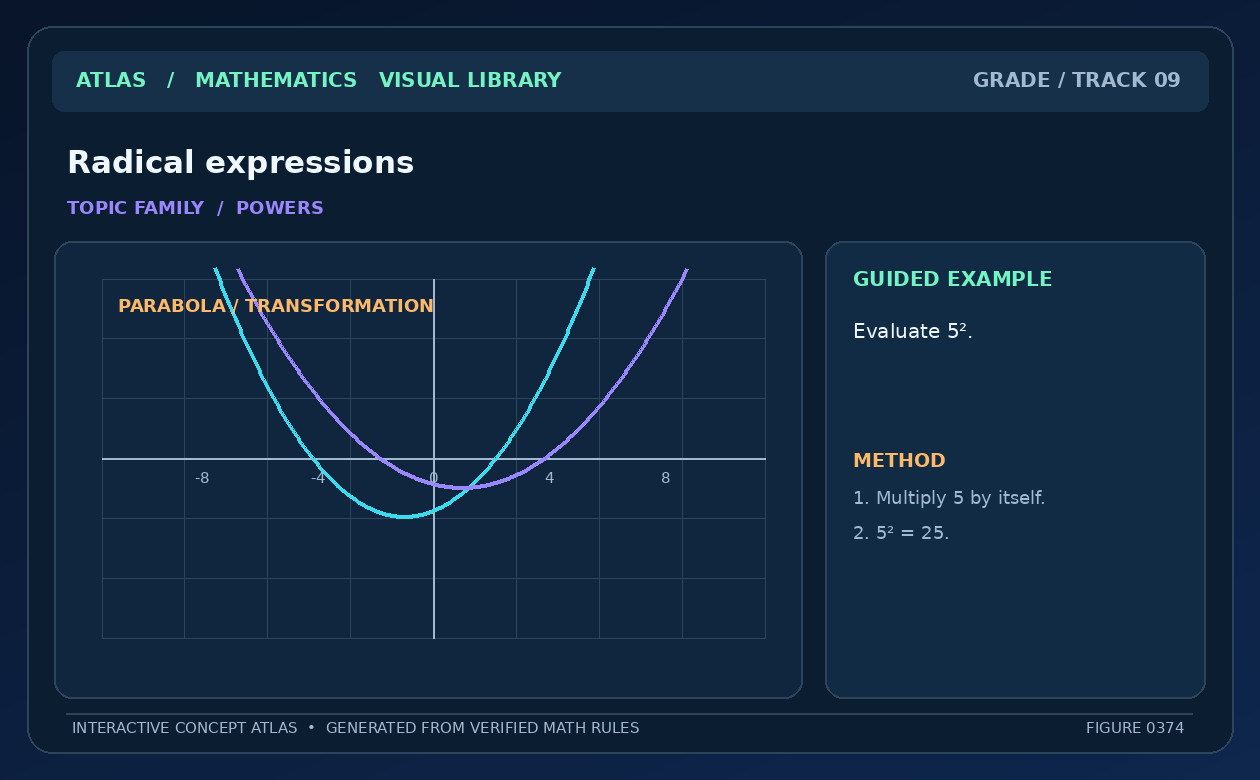 ATLAS / MATHEMATICS VISUAL LIBRARY
GRADE / TRACK 09
Radical expressions
TOPIC FAMILY / POWERS
PARABOLA / TRANSFORMATION
-8 -4 0 4 8
GUIDED EXAMPLE
Evaluate 5².
METHOD
1. Multiply 5 by itself.
2. 5² = 25.
INTERACTIVE CONCEPT ATLAS • GENERATED FROM VERIFIED MATH RULES
FIGURE 0374